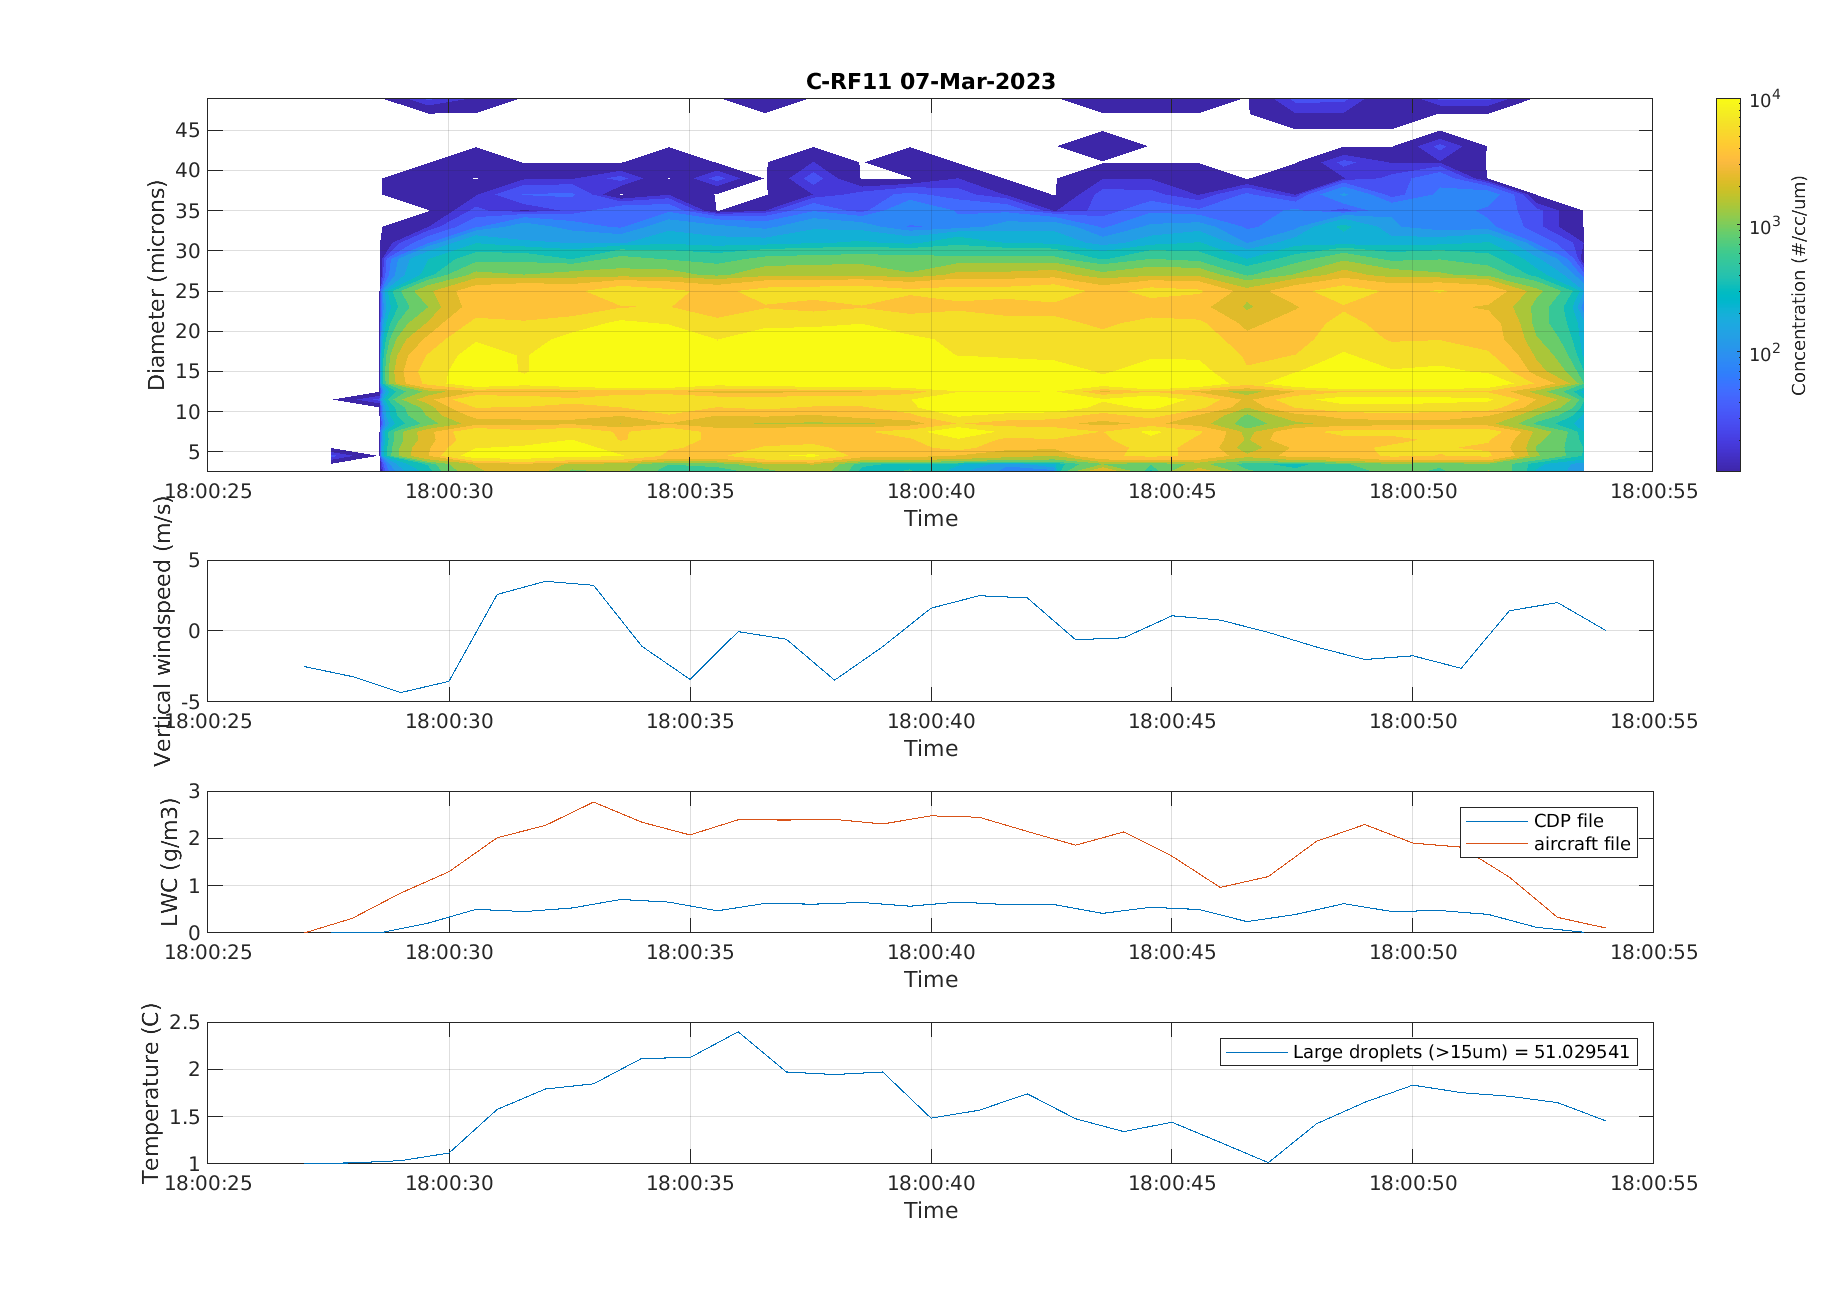 C-RF11 07-Mar-2023
Diameter (microns)
45
40
35
30
25
20
15
10
5
18:00:25 18:00:30 18:00:35 18:00:40 18:00:45 18:00:50 18:00:55
Time
10^4
10^3
10^2
Concentration (#/cc/um)
Vertical windspeed (m/s)
5
0
-5
18:00:25 18:00:30 18:00:35 18:00:40 18:00:45 18:00:50 18:00:55
Time
LWC (g/m3)
3
2
1
0
CDP file
aircraft file
18:00:25 18:00:30 18:00:35 18:00:40 18:00:45 18:00:50 18:00:55
Time
Temperature (C)
2.5
2
1.5
1
Large droplets (>15um) = 51.029541
18:00:25 18:00:30 18:00:35 18:00:40 18:00:45 18:00:50 18:00:55
Time